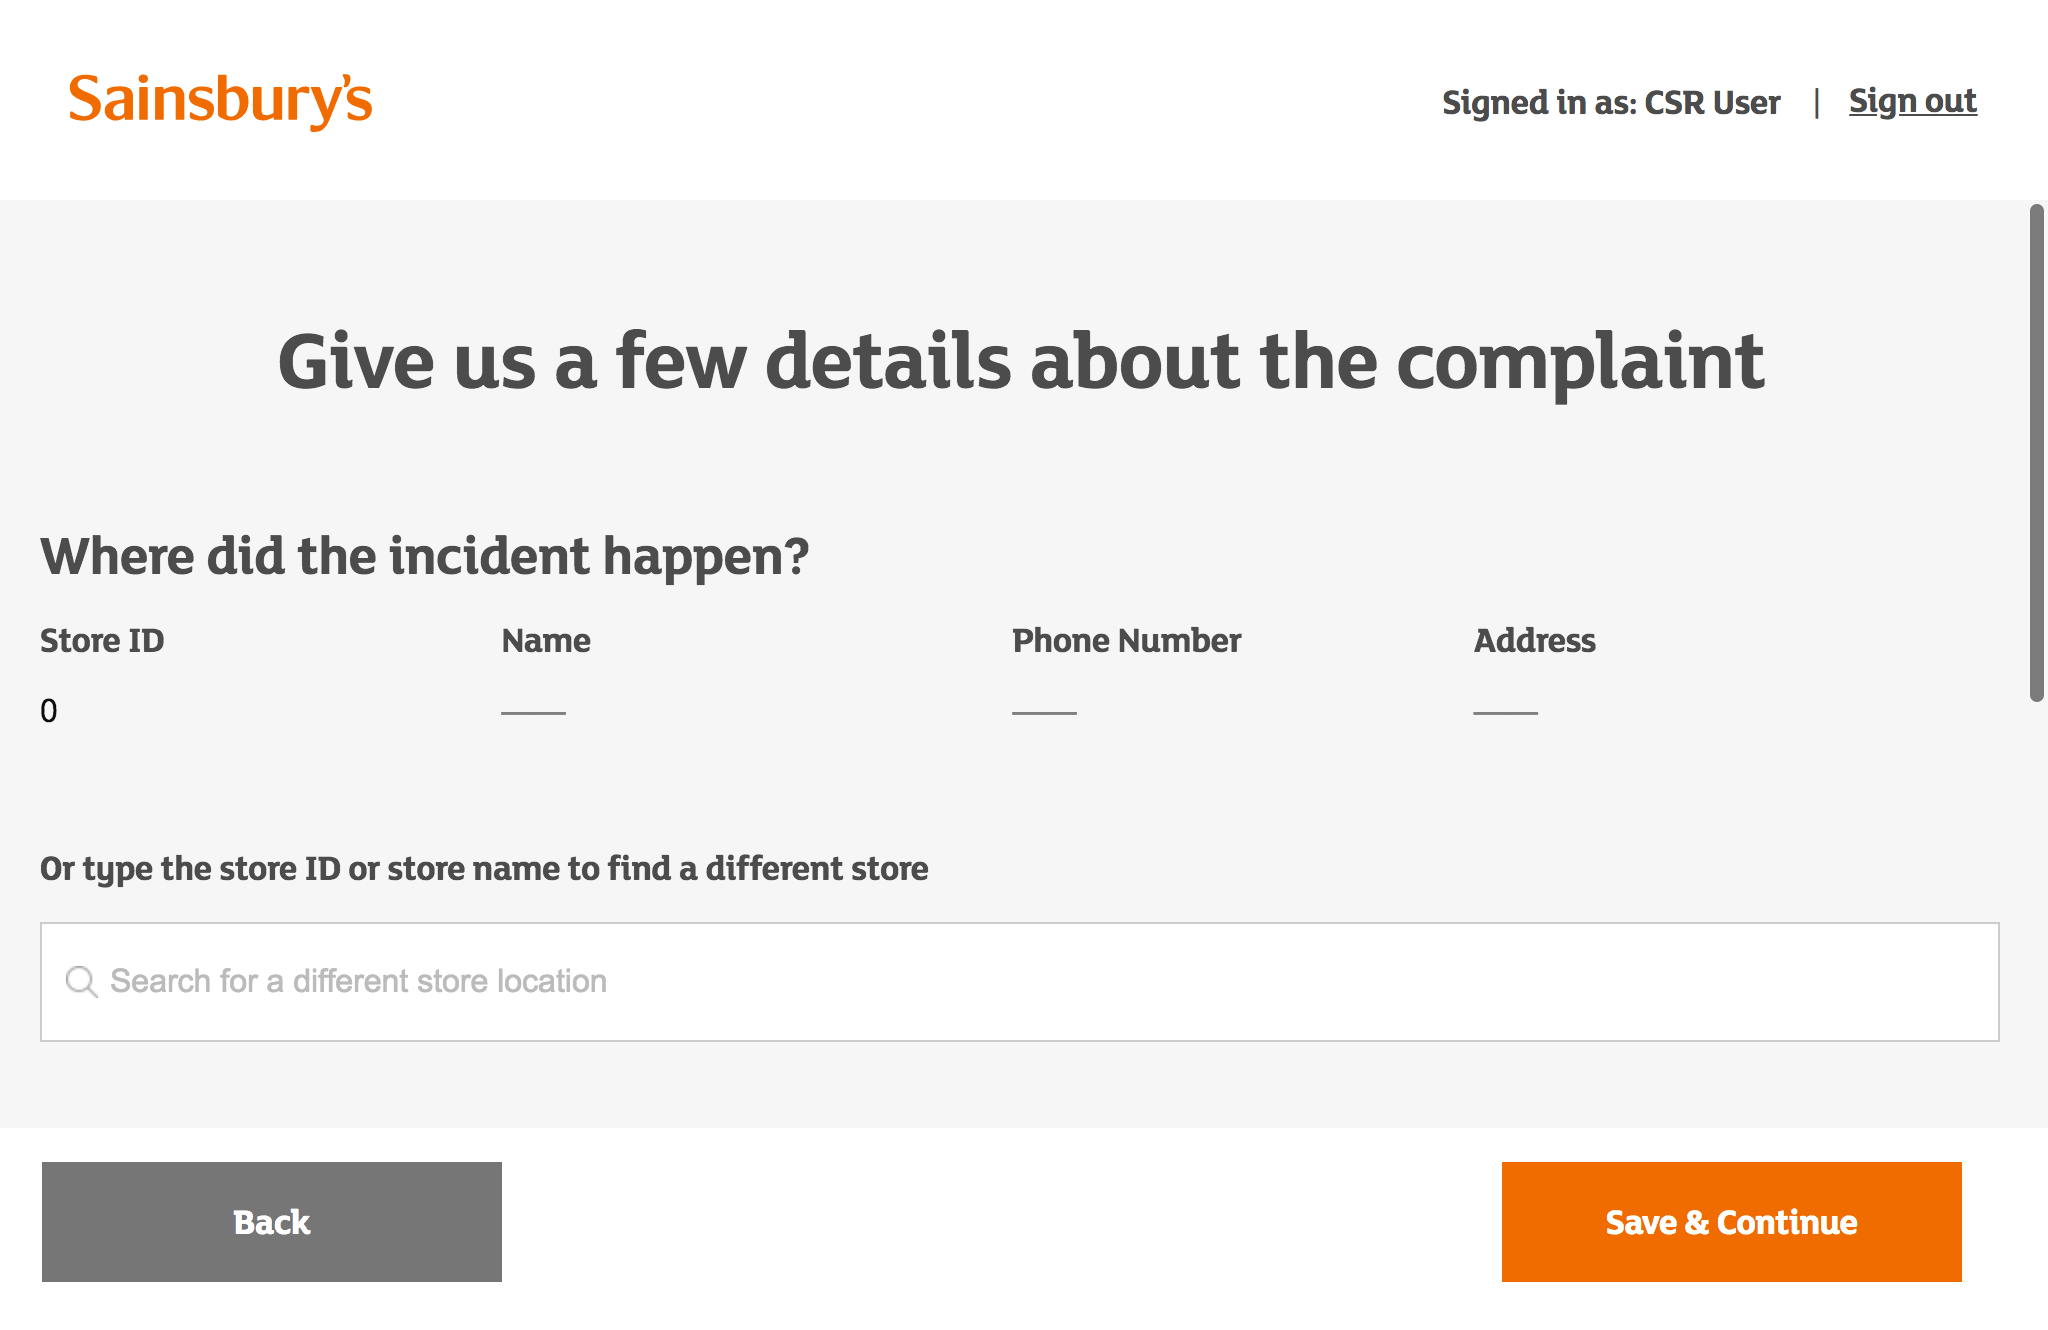 Sainsbury's
Signed in as: CSR User | Sign out
Give us a few details about the complaint
Where did the incident happen?
Store ID Name Phone Number Address
0
Or type the store ID or store name to find a different store
Search for a different store location
Back Save & Continue